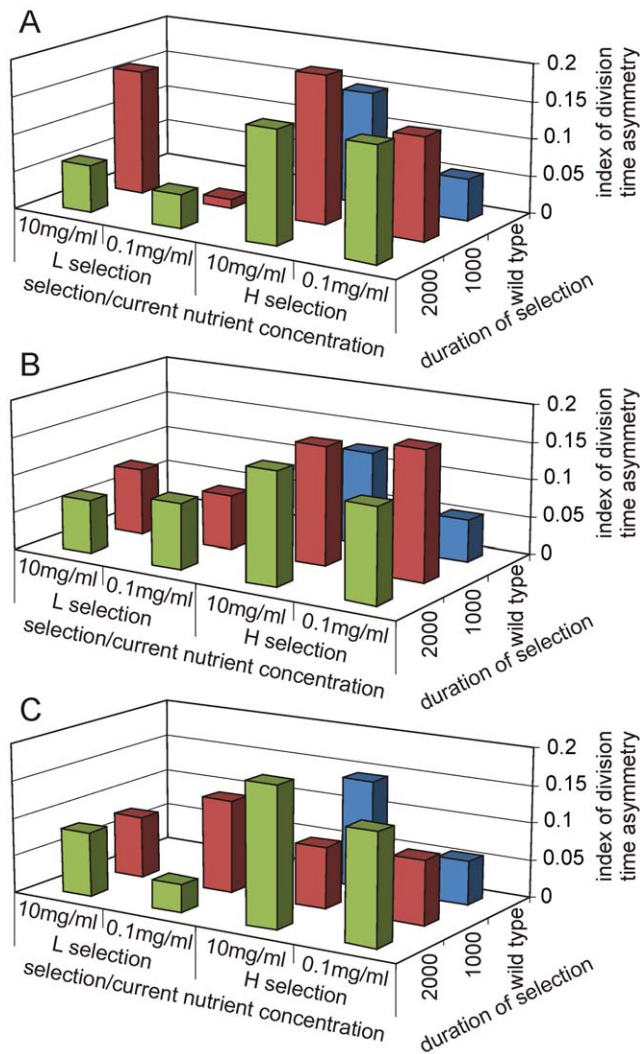 A
0.2
0.15
0.1
0.05
0
index of division
time asymmetry
10mg/ml 0.1mg/ml 10mg/ml 0.1mg/ml
L selection H selection
selection/current nutrient concentration
2000 1000 wild type
duration of selection
B
0.2
0.15
0.1
0.05
0
index of division
time asymmetry
10mg/ml 0.1mg/ml 10mg/ml 0.1mg/ml
L selection H selection
selection/current nutrient concentration
2000 1000 wild type
duration of selection
C
0.2
0.15
0.1
0.05
0
index of division
time asymmetry
10mg/ml 0.1mg/ml 10mg/ml 0.1mg/ml
L selection H selection
selection/current nutrient concentration
2000 1000 wild type
duration of selection